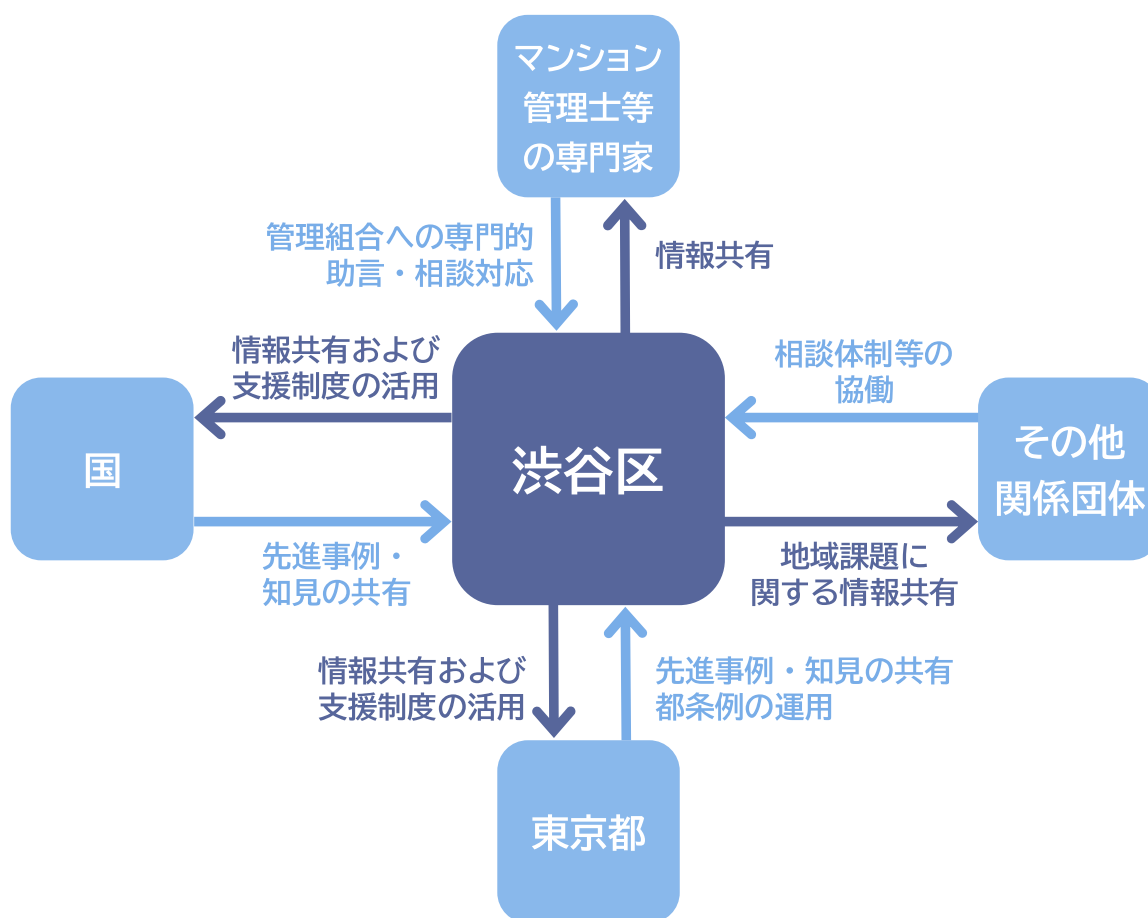 マンション
管理士等
の専門家
管理組合への専門的
助言・相談対応
情報共有
情報共有および
支援制度の活用
相談体制等の
協働
国
渋谷区
その他
関係団体
先進事例・
知見の共有
地域課題に
関する情報共有
情報共有および
支援制度の活用
先進事例・知見の共有
都条例の運用
東京都